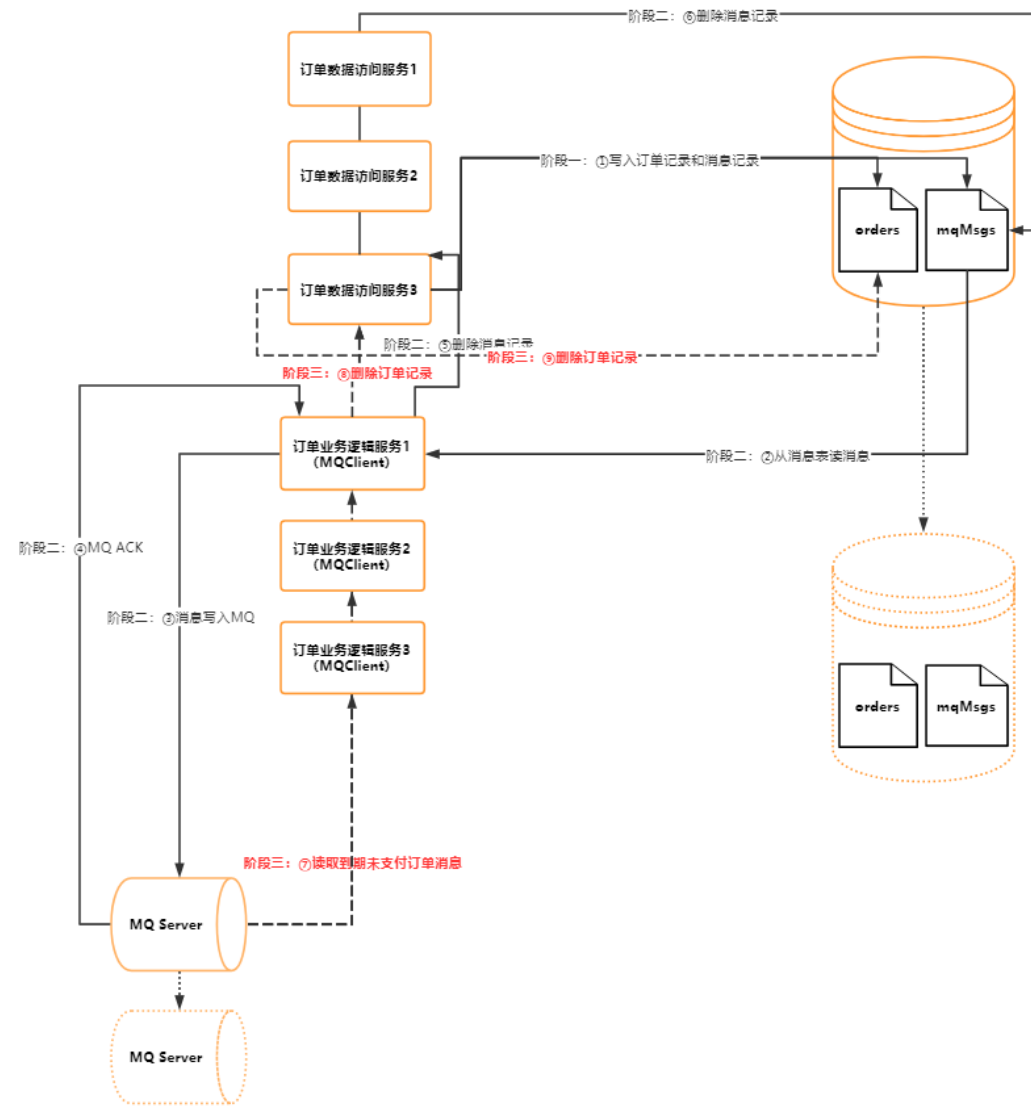 阶段二：⑥删除消息记录
订单数据访问服务1
订单数据访问服务2
阶段一：①写入订单记录和消息记录
orders
mqMsgs
订单数据访问服务3
阶段二：⑤删除消息记录
阶段三：⑨删除订单记录
阶段三：⑧删除订单记录
订单业务逻辑服务1
（MQClient）
阶段二：②从消息表读消息
订单业务逻辑服务2
（MQClient）
阶段二：④MQ ACK
阶段二：③消息写入MQ
订单业务逻辑服务3
（MQClient）
orders
mqMsgs
阶段三：⑦读取到期未支付订单消息
MQ Server
MQ Server